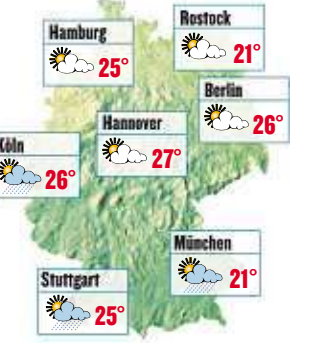 Rostock
21°
Hamburg
25°
Berlin
26°
Hannover
27°
Köln
26°
München
21°
Stuttgart
25°